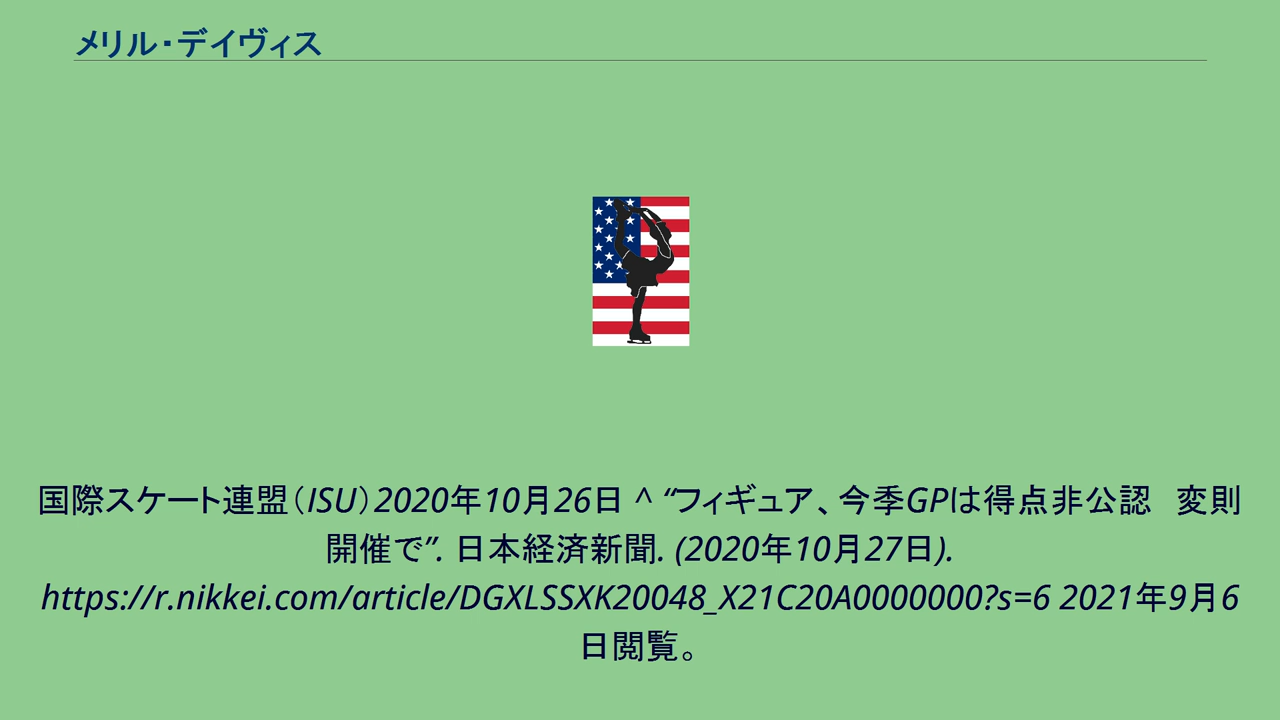 メリル・デイヴィス
国際スケート連盟（ISU）2020年10月26日 ^ “フィギュア、今季GPは得点非公認　変則
開催で”. 日本経済新聞. (2020年10月27日).
https://r.nikkei.com/article/DGXLSSXK20048_X21C20A0000000?s=6 2021年9月6
日閲覧。